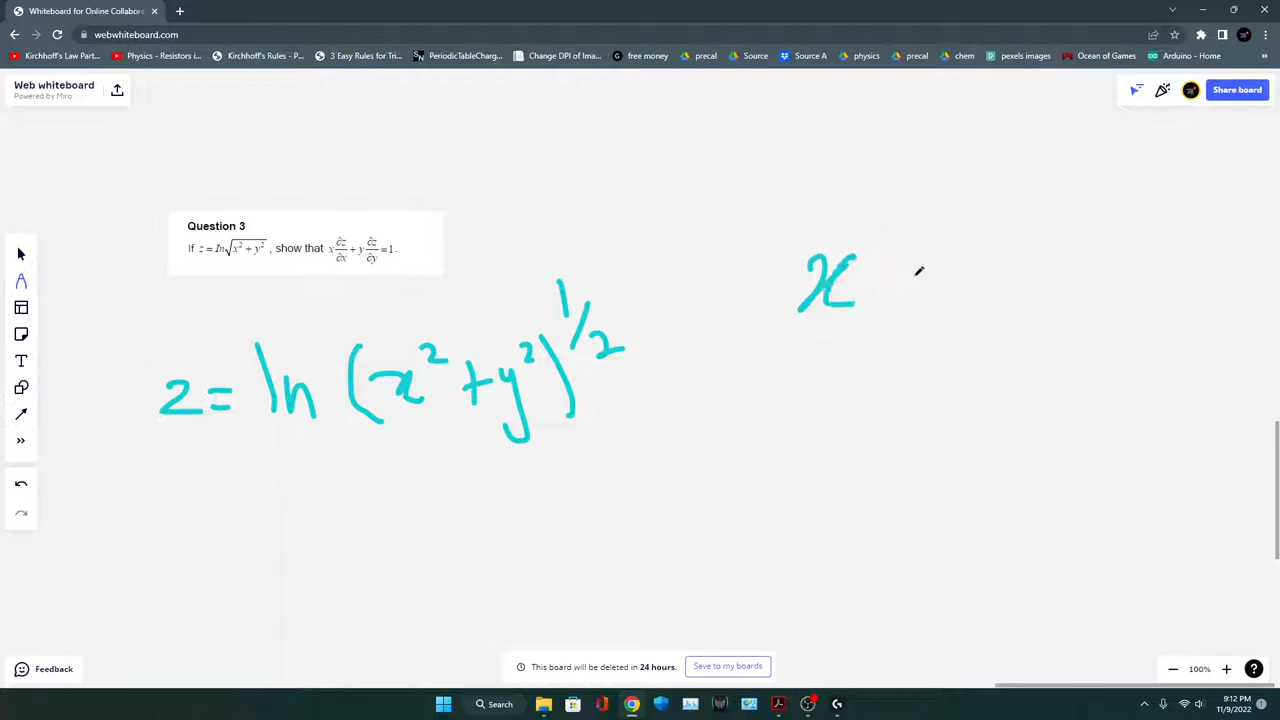 Whiteboard for Online Collabora
webwhiteboard.com
Kirchhoff's Law Part... Physics - Resistors i... Kirchhoff's Rules - P... 3 Easy Rules for Tri... PeriodicTableCharg... Change DPI of Ima... free money precal Source Source A physics precal chem pexels images Ocean of Games Arduino - Home »
Web whiteboard
Powered by Miro
Share board
Question 3
If z = ln√(x² + y²) , show that x ∂z/∂x + y ∂z/∂y = 1 .
x
z = ln (x² + y²)^1/2
Feedback
This board will be deleted in 24 hours. Save to my boards
− 100% + ?
Search
9:12 PM
11/9/2022